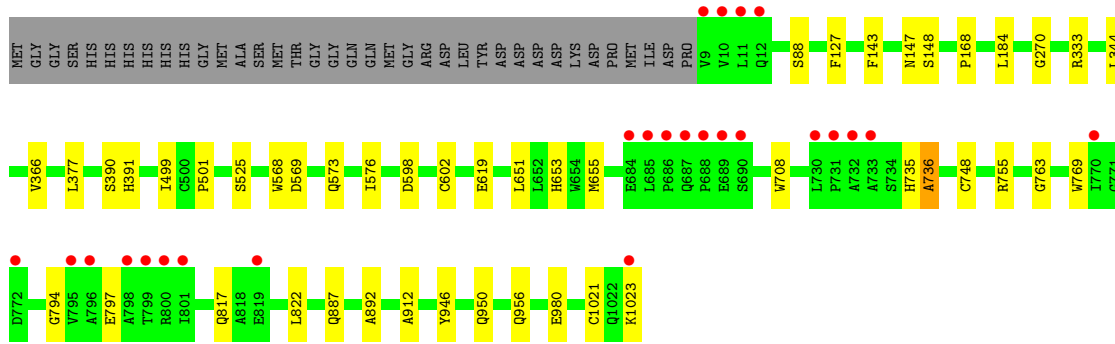 MET GLY GLY SER HIS HIS HIS HIS HIS HIS GLY MET ALA SER MET THR GLY GLY GLN GLN MET GLY ARG ASP LEU TYR ASP ASP ASP ASP LYS ASP PRO MET ILE ASP PRO V9 V10 L11 Q12 S88 F127 F143 N147 S148 P168 L184 G270 R333 L344
V366 L377 S390 H391 I499 C500 P501 S525 W568 D569 Q573 I576 D598 C602 E619 L651 L652 H653 W654 M655 E684 L685 P686 Q687 P688 E689 S690 W708 L730 P731 A732 A733 S734 H735 A736 C748 R755 G763 W769 I770 G771
D772 G794 V795 A796 E797 A798 T799 R800 I801 Q817 A818 E819 L822 Q887 A892 A912 Y946 Q950 Q956 E980 C1021 Q1022 K1023